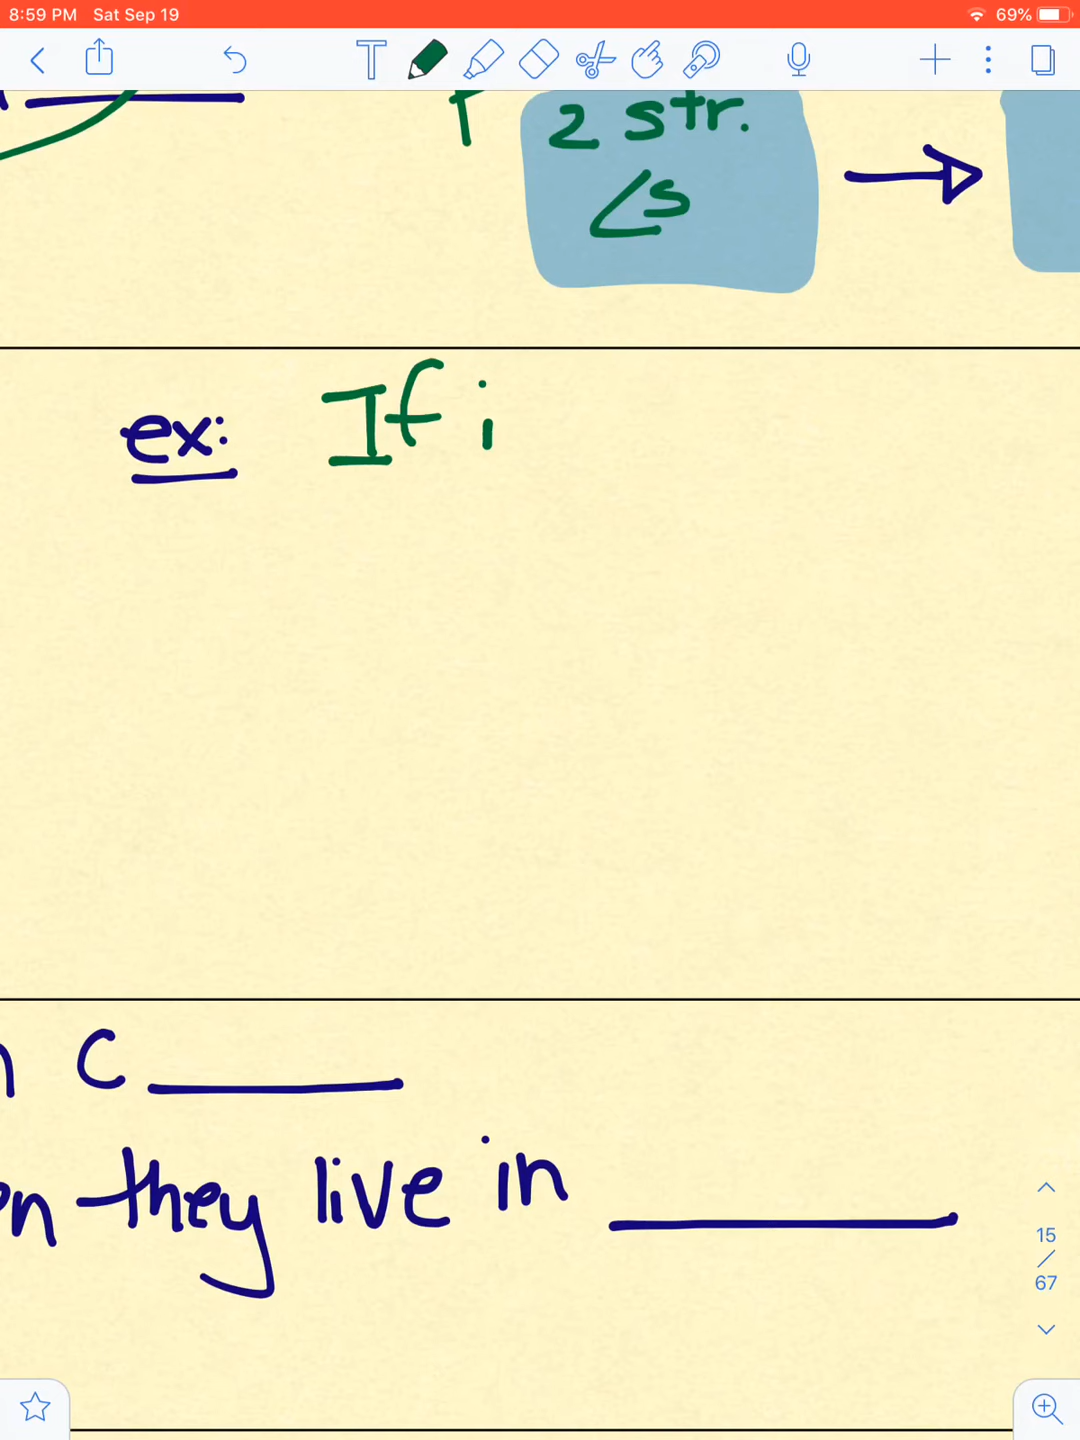 8:59 PM Sat Sep 19 69%
2 str.
∠s
ex: If i
C
they live in
15
/
67